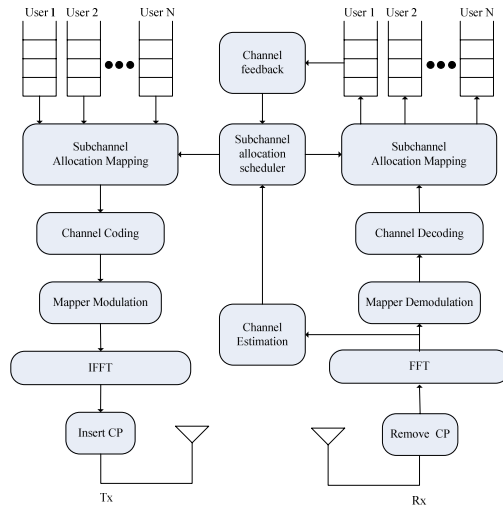 User 1 User 2 User N
User 1 User 2 User N
Channel
feedback
Subchannel
Allocation Mapping
Subchannel
allocation
scheduler
Subchannel
Allocation Mapping
Channel Coding
Channel Decoding
Mapper Modulation
Mapper Demodulation
Channel
Estimation
IFFT
FFT
Insert CP
Remove CP
Tx
Rx